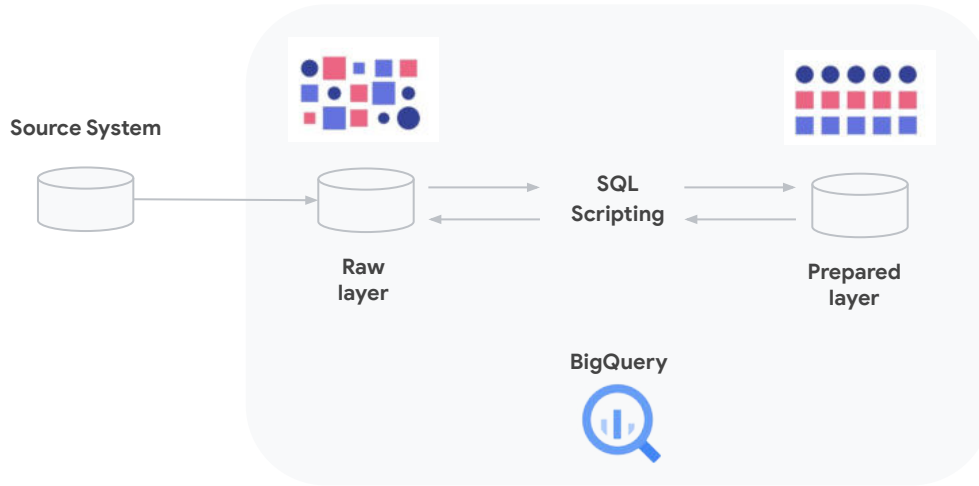 Source System
Raw
layer
SQL
Scripting
Prepared
layer
BigQuery